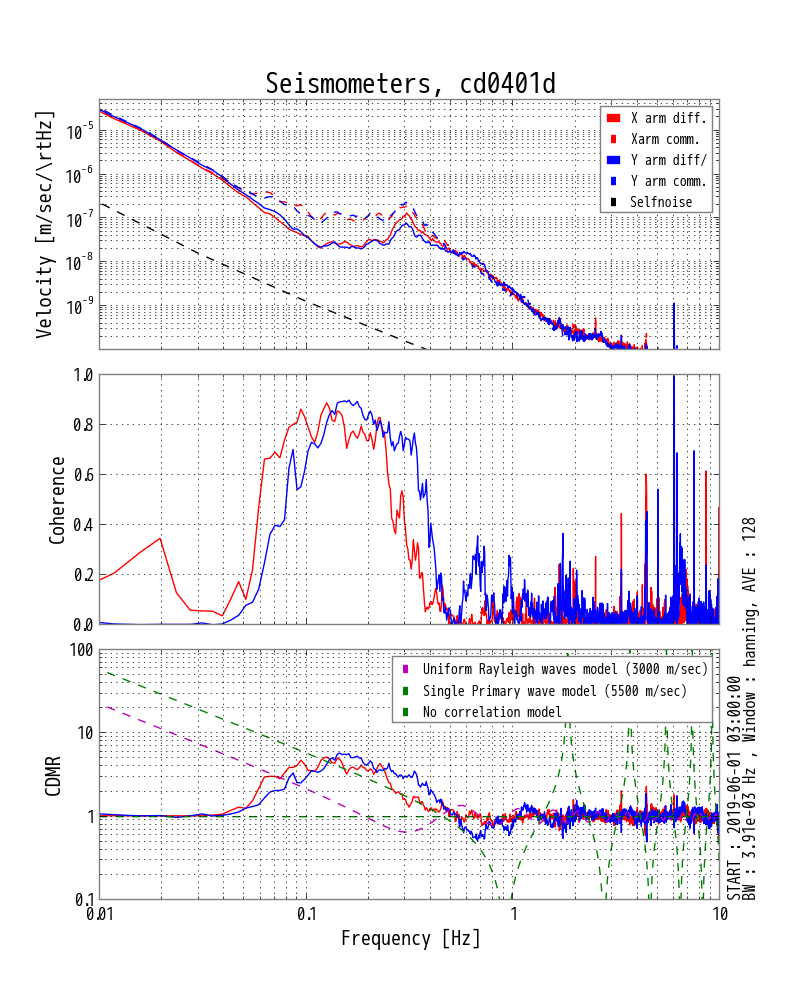 Seismometers, cd0401d
Velocity [m/sec/\rtHz]
10^-5
10^-6
10^-7
10^-8
10^-9
X arm diff.
Xarm comm.
Y arm diff/
Y arm comm.
Selfnoise
Coherence
1.0
0.8
0.6
0.4
0.2
0.0
CDMR
100
10
1
0.1
Uniform Rayleigh waves model (3000 m/sec)
Single Primary wave model (5500 m/sec)
No correlation model
0.01
0.1
1
10
Frequency [Hz]
START : 2019-06-01 03:00:00
BW : 3.91e-03 Hz , Window : hanning, AVE : 128